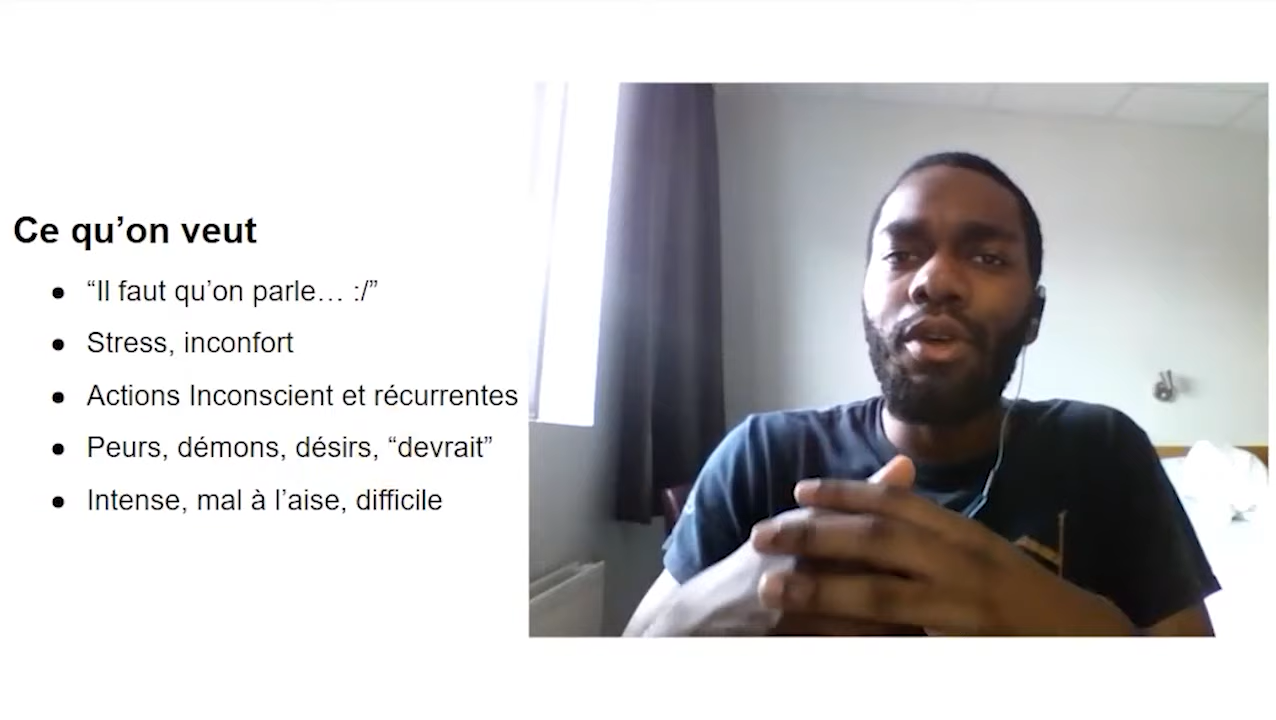 Ce qu’on veut
● “Il faut qu’on parle… :/”
● Stress, inconfort
● Actions Inconscient et récurrentes
● Peurs, démons, désirs, “devrait”
● Intense, mal à l’aise, difficile